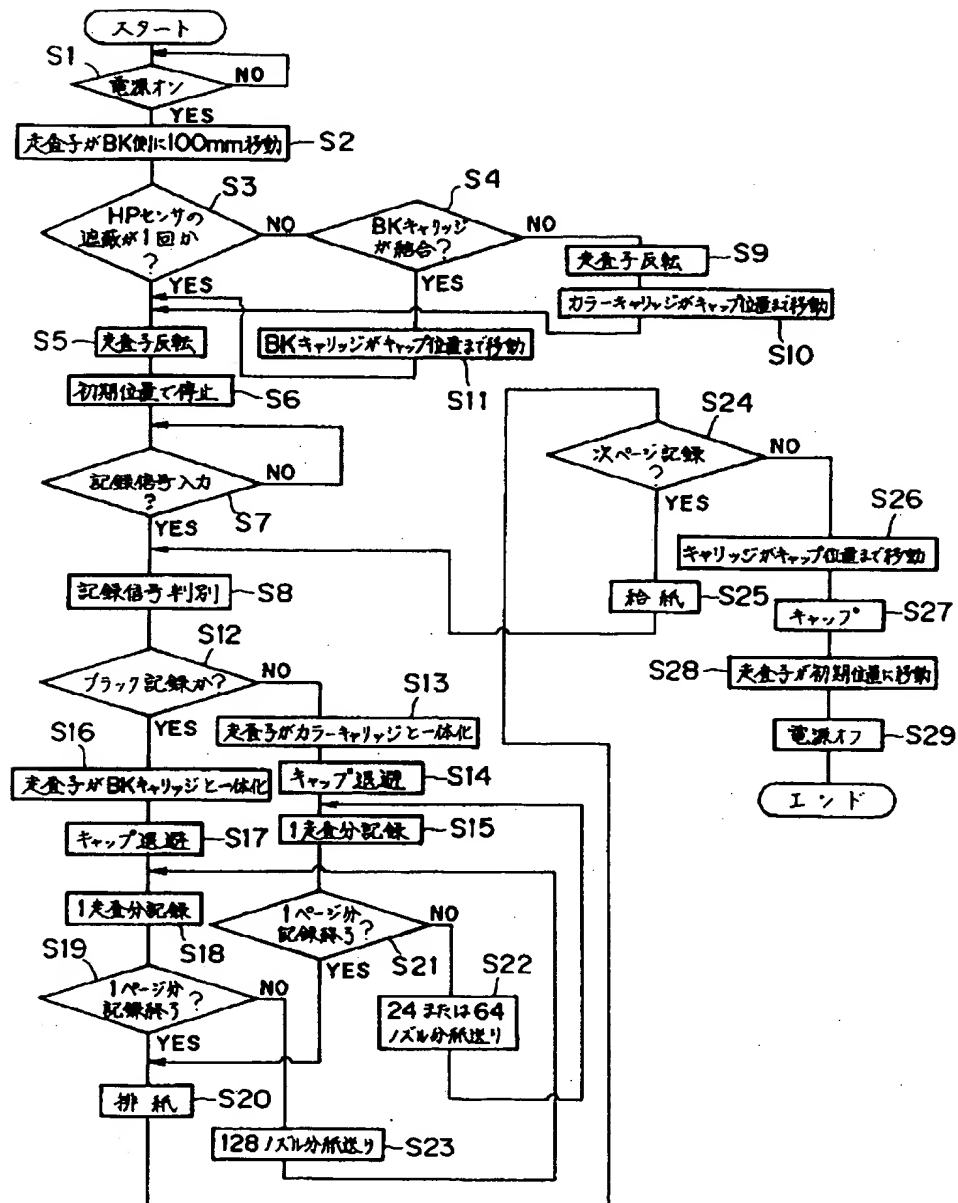 スタート
S1
電源オン
NO
YES
走査子がBK側に100mm移動
S2
S3
HPセンサの
遮蔽が1回か
?
NO
YES
S4
BKキャリッジ
が結合?
NO
YES
走査子反転
S9
カラーキャリッジがキャップ位置まで移動
S10
S5
走査子反転
BKキャリッジがキャップ位置まで移動
S11
初期位置で停止
S6
記録信号入力
?
NO
S7
YES
記録信号判別
S8
S12
ブラック記録か?
NO
YES
S13
走査子がカラーキャリッジと一体化
キャップ退避
S14
1走査分記録
S15
S16
走査子がBKキャリッジと一体化
キャップ退避
S17
1走査分記録
S18
S19
1ページ分
記録終了?
NO
YES
1ページ分
記録終了?
NO
S21
YES
S22
24または64
ノズル分紙送り
排紙
S20
128ノズル分紙送り
S23
S24
次ページ記録
?
NO
YES
給紙
S25
S26
キャリッジがキャップ位置まで移動
キャップ
S27
S28
走査子が初期位置に移動
電源オフ
S29
エンド